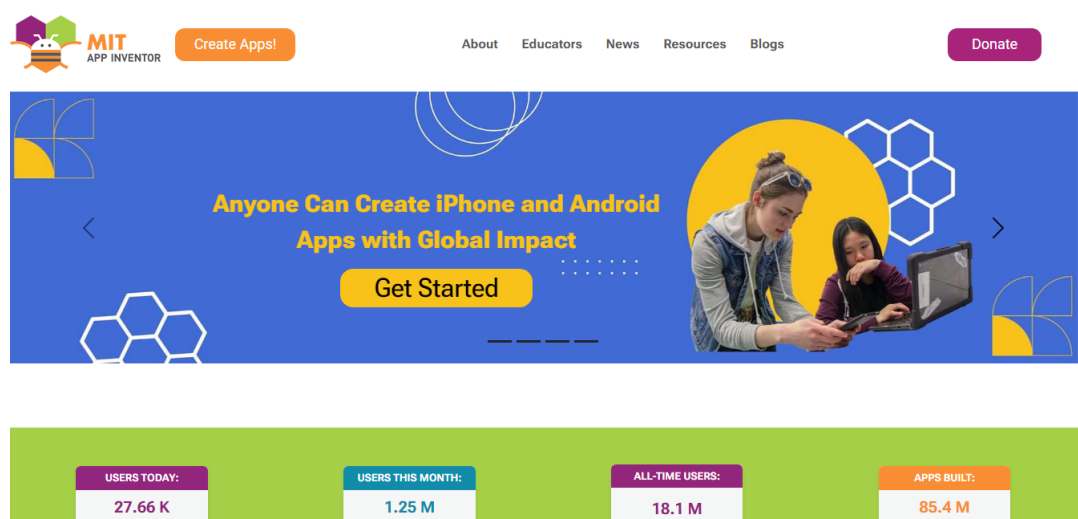 MIT
APP INVENTOR
Create Apps!
About Educators News Resources Blogs
Donate
Anyone Can Create iPhone and Android
Apps with Global Impact
Get Started
USERS TODAY:
27.66 K
USERS THIS MONTH:
1.25 M
ALL-TIME USERS:
18.1 M
APPS BUILT:
85.4 M